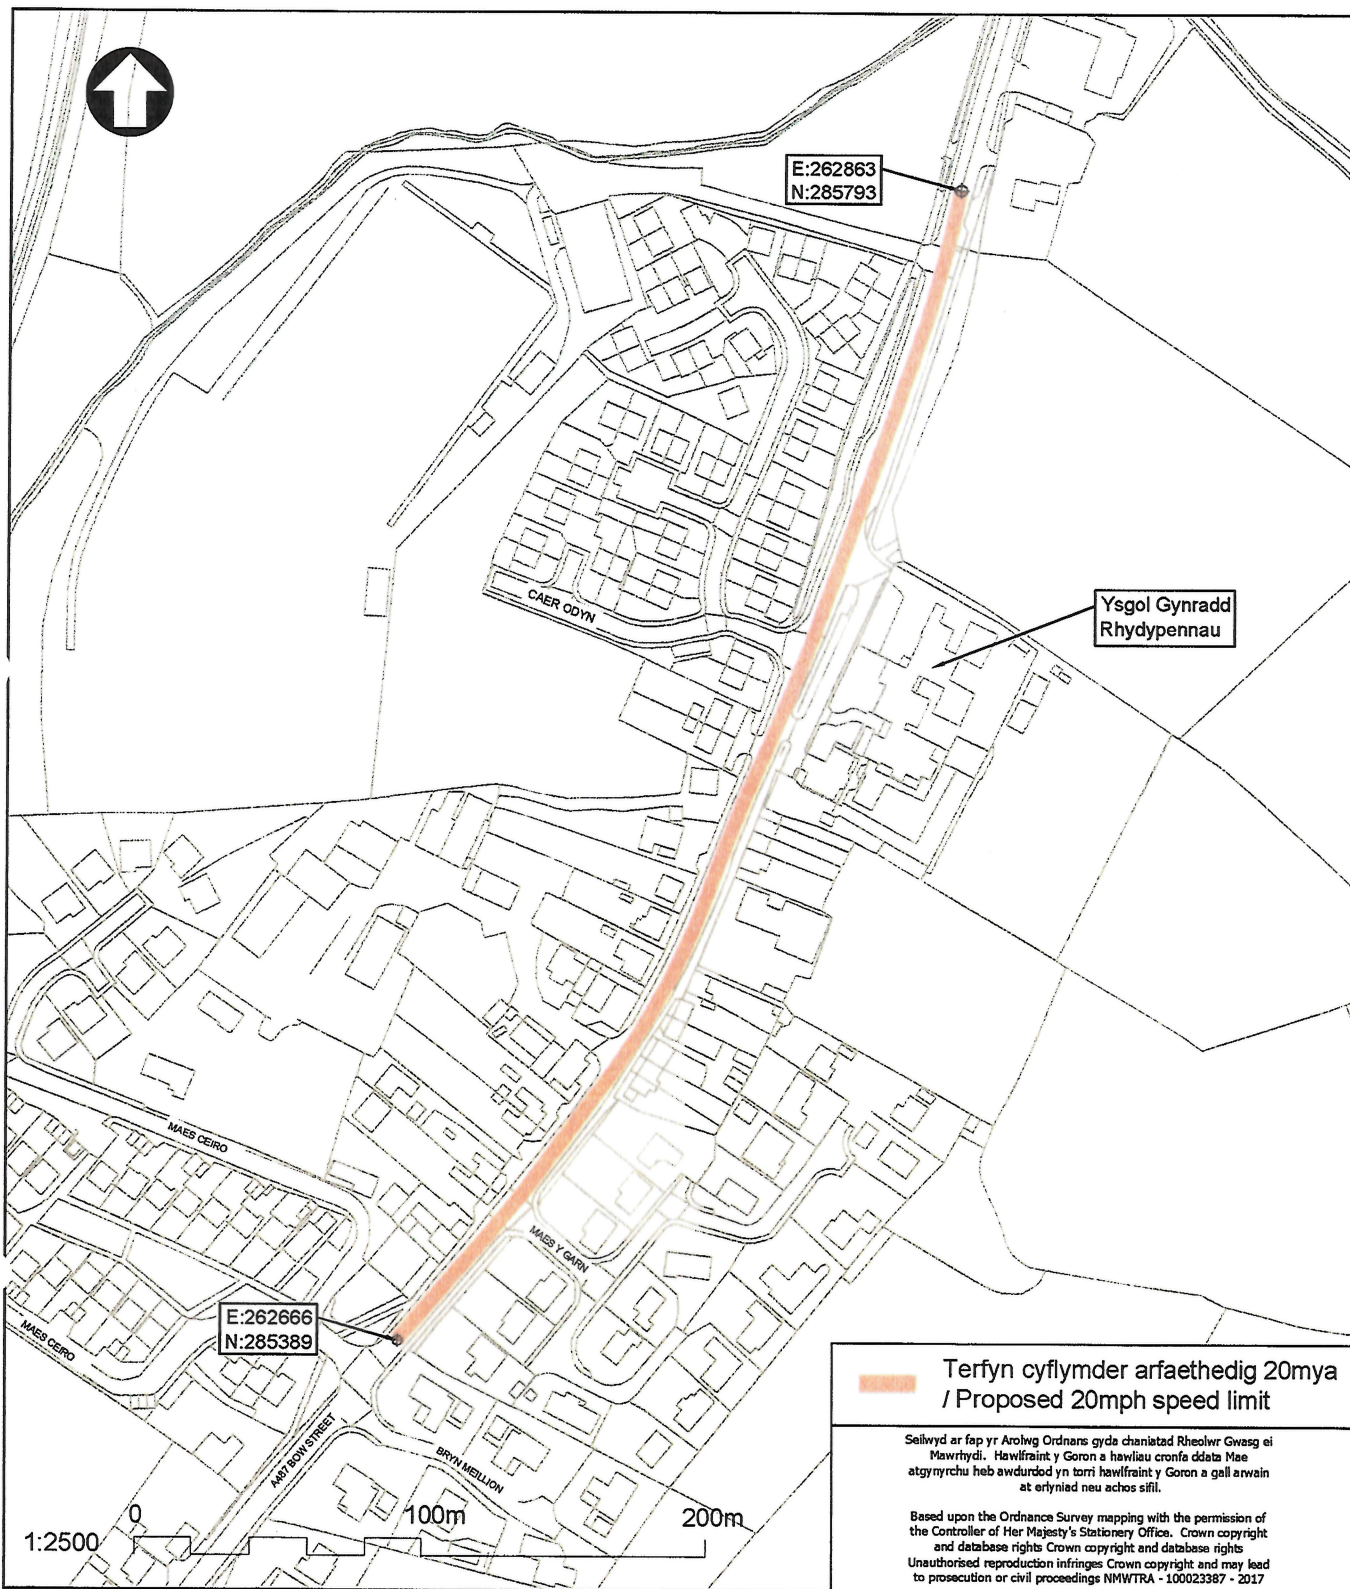 E:262863
N:285793
Ysgol Gynradd
Rhydypennau
CAER ODYN
MAES CEIRO
MAES Y GARN
E:262666
N:285389
MAES CEIRO
A487 BOW STREET
BRYN MEILLION
0 100m 200m
1:2500
Terfyn cyflymder arfaethedig 20mya
/ Proposed 20mph speed limit
Seilwyd ar fap yr Arolwg Ordnans gyda chaniatad Rheolwr Gwasg ei
Mawrhydi. Hawlfraint y Goron a hawliau cronfa ddata Mae
atgynyrchu heb awdurdod yn torri hawlfraint y Goron a gall arwain
at erlyniad neu achos sifil.
Based upon the Ordnance Survey mapping with the permission of
the Controller of Her Majesty's Stationery Office. Crown copyright
and database rights Crown copyright and database rights
Unauthorised reproduction infringes Crown copyright and may lead
to prosecution or civil proceedings NMWTRA - 100023387 - 2017